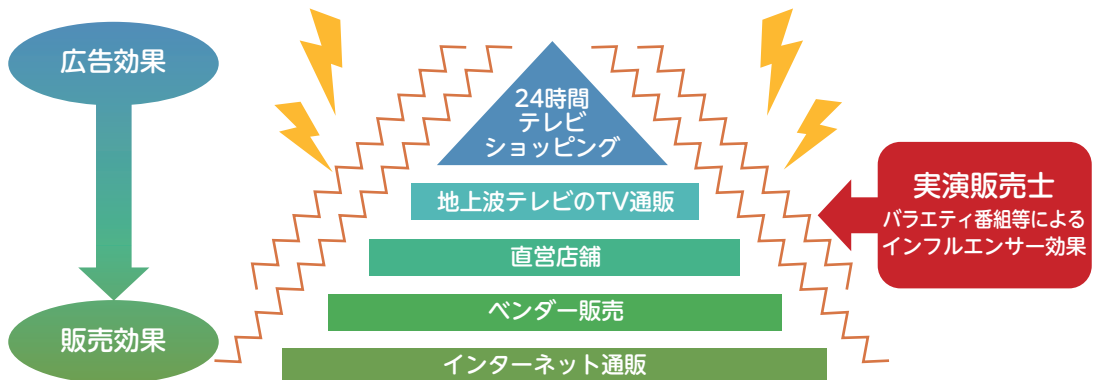 広告効果
販売効果
24時間
テレビ
ショッピング
地上波テレビのTV通販
直営店舗
ベンダー販売
インターネット通販
実演販売士
バラエティ番組等による
インフルエンサー効果